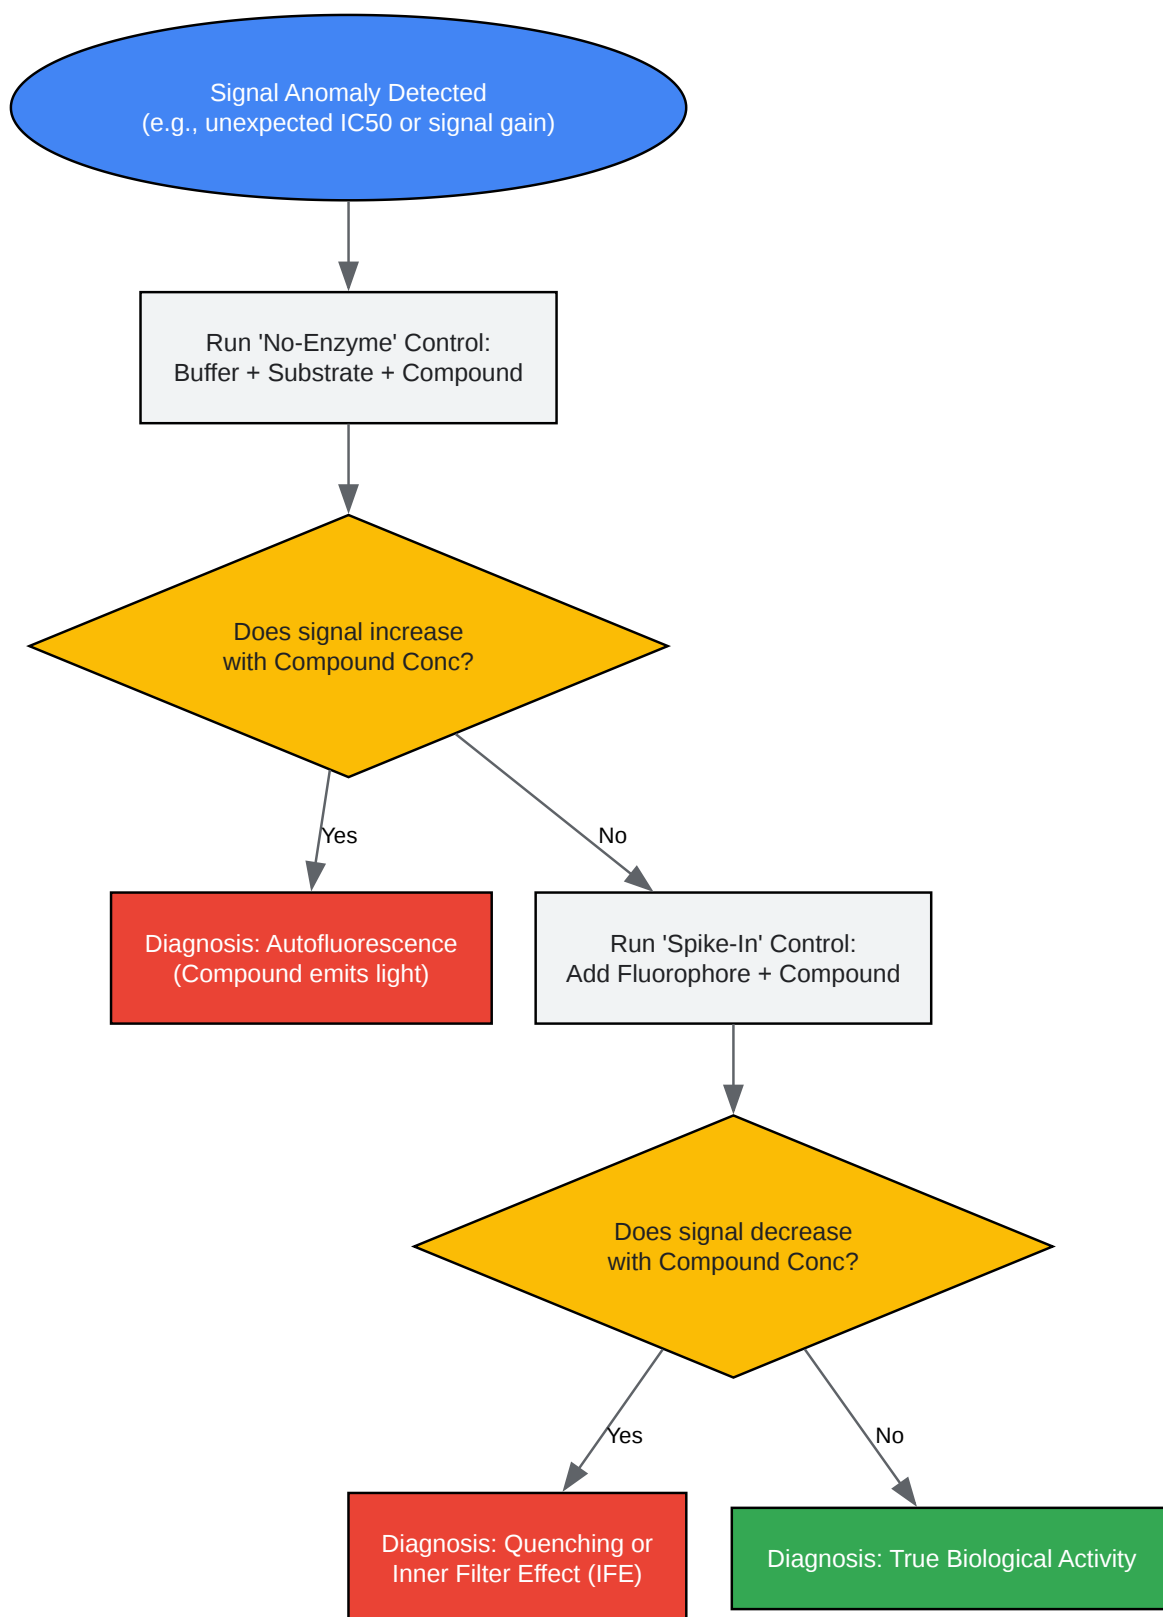 Signal Anomaly Detected
(e.g., unexpected IC50 or signal gain)
Run 'No-Enzyme' Control:
Buffer + Substrate + Compound
Does signal increase
with Compound Conc?
Yes
No
Diagnosis: Autofluorescence
(Compound emits light)
Run 'Spike-In' Control:
Add Fluorophore + Compound
Does signal decrease
with Compound Conc?
Yes
No
Diagnosis: Quenching or
Inner Filter Effect (IFE)
Diagnosis: True Biological Activity